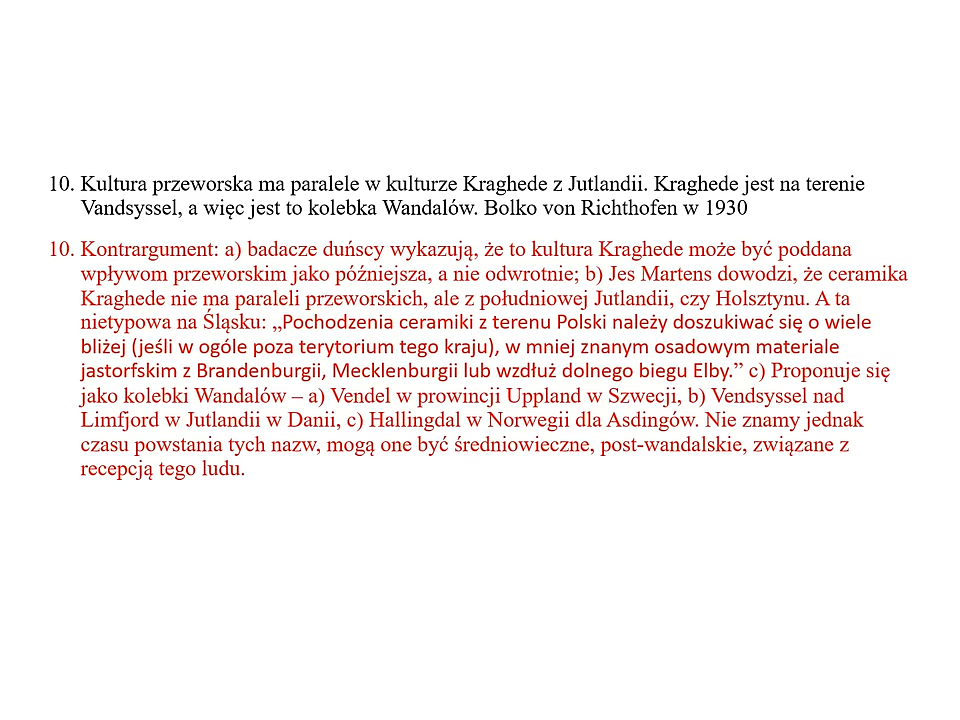 10. Kultura przeworska ma paralele w kulturze Kraghede z Jutlandii. Kraghede jest na terenie
Vandsyssel, a więc jest to kolebka Wandalów. Bolko von Richthofen w 1930
10. Kontrargument: a) badacze duńscy wykazują, że to kultura Kraghede może być poddana
wpływom przeworskim jako późniejsza, a nie odwrotnie; b) Jes Martens dowodzi, że ceramika
Kraghede nie ma paraleli przeworskich, ale z południowej Jutlandii, czy Holsztynu. A ta
nietypowa na Śląsku: „Pochodzenia ceramiki z terenu Polski należy doszukiwać się o wiele
bliżej (jeśli w ogóle poza terytorium tego kraju), w mniej znanym osadowym materiale
jastorfskim z Brandenburgii, Mecklenburgii lub wzdłuż dolnego biegu Elby.” c) Proponuje się
jako kolebki Wandalów – a) Vendel w prowincji Uppland w Szwecji, b) Vendsyssel nad
Limfjord w Jutlandii w Danii, c) Hallingdal w Norwegii dla Asdingów. Nie znamy jednak
czasu powstania tych nazw, mogą one być średniowieczne, post-wandalskie, związane z
recepcją tego ludu.